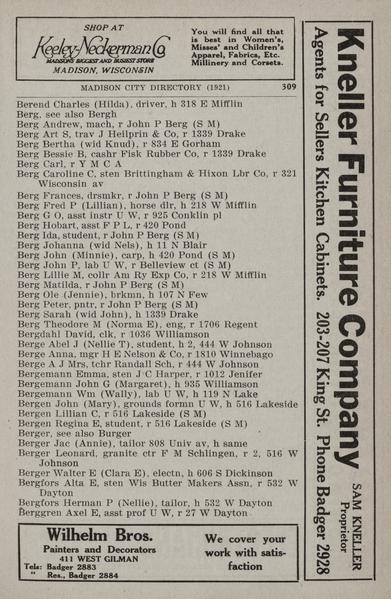 SHOP AT
Keeley-Neckerman Co
MADISON'S BIGGEST AND BUSIEST STORE
MADISON, WISCONSIN
You will find all that
is best in Women's,
Misses' and Children's
Apparel, Fabrics, Etc.
Millinery and Corsets.
MADISON CITY DIRECTORY (1921) 309
Berend Charles (Hilda), driver, h 318 E Mifflin
Berg, see also Bergh
Berg Andrew, mach, r John P Berg (S M)
Berg Art S, trav J Heilprin & Co, r 1339 Drake
Berg Bertha (wid Knud), r 834 E Gorham
Berg Bessie B, cashr Fisk Rubber Co, r 1339 Drake
Berg Carl, r Y M C A
Berg Caroline C, sten Brittingham & Hixon Lbr Co, r 321
Wisconsin av
Berg Frances, drsmkr, r John P Berg (S M)
Berg Fred P (Lillian), horse dlr, h 218 W Mifflin
Berg G O, asst instr U W, r 925 Conklin pl
Berg Hobart, asst F P L, r 420 Pond
Berg Ida, student, r John P Berg (S M)
Berg Johanna (wid Nels), h 11 N Blair
Berg John (Minnie), carp, h 420 Pond (S M)
Berg John P, lab U W, r Belleview ct (S M)
Berg Lillie M, collr Am Ry Exp Co, r 218 W Mifflin
Berg Matilda, r John P Berg (S M)
Berg Ole (Jennie), brkmn, h 107 N Few
Berg Peter, pntr, r John P Berg (S M)
Berg Sarah (wid John), h 1339 Drake
Berg Theodore M (Norma E), eng, r 1706 Regent
Bergdahl David, clk, r 1036 Williamson
Berge Abel J (Nellie T), student, h 2, 444 W Johnson
Berge Anna, mgr H E Nelson & Co, r 1810 Winnebago
Berge A J Mrs, tchr Randall Sch, r 444 W Johnson
Bergemann Emma, sten J C Harper, r 1012 Jenifer
Bergemann John G (Margaret), h 935 Williamson
Bergemann Wm (Wally), lab U W, h 119 N Lake
Bergen John (Mary), grounds formn U W, h 516 Lakeside
Bergen Lillian C, r 516 Lakeside (S M)
Bergen Regina E, student, r 516 Lakeside (S M)
Berger, see also Burger
Berger Jac (Annie), tailor 808 Univ av, h same
Berger Leonard, granite ctr F M Schlingen, r 2, 516 W
Johnson
Berger Walter E (Clara E), electn, h 606 S Dickinson
Bergfors Alta E, sten Wis Butter Makers Assn, r 532 W
Dayton
Bergfors Herman P (Nellie), tailor, h 532 W Dayton
Berggren Axel E, asst prof U W, r 27 W Dayton
Wilhelm Bros.
Painters and Decorators
411 WEST GILMAN
Tels: Badger 2883
" Res., Badger 2884
We cover your
work with satis-
faction
Kneller Furniture Company
SAM KNELLER
Proprietor
Agents for Sellers Kitchen Cabinets. 203-207 King St. Phone Badger 2928